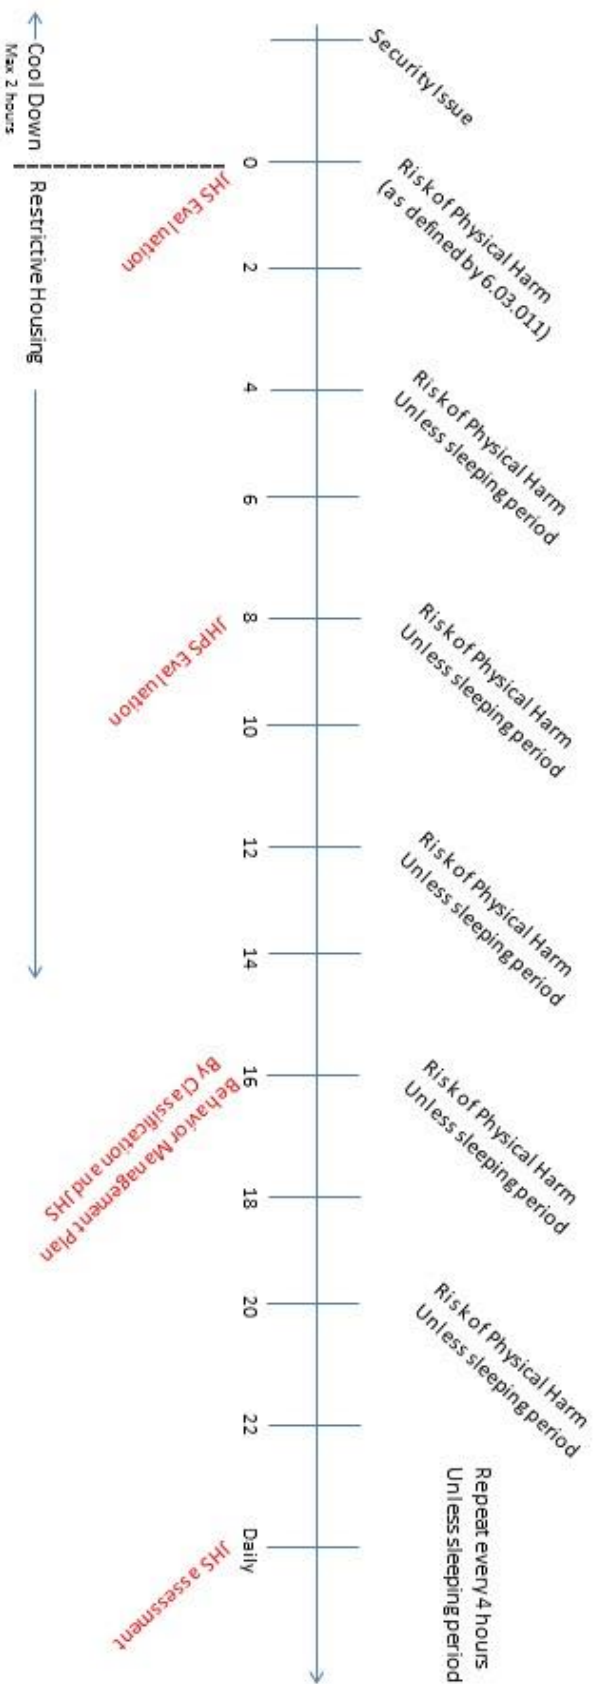 Security Issue
Risk of Physical Harm
(as defined by 6.03.011)
Risk of Physical Harm
Unless sleeping period
Risk of Physical Harm
Unless sleeping period
Risk of Physical Harm
Unless sleeping period
Risk of Physical Harm
Unless sleeping period
Risk of Physical Harm
Unless sleeping period
Repeat every 4 hours
Unless sleeping period
0
2
4
6
8
10
12
14
16
18
20
22
Daily
JHS Evaluation
JHPS Evaluation
Behavior Management Plan
By Classification and JHS
JHS assessment
Cool Down
Max 2 hours
Restrictive Housing